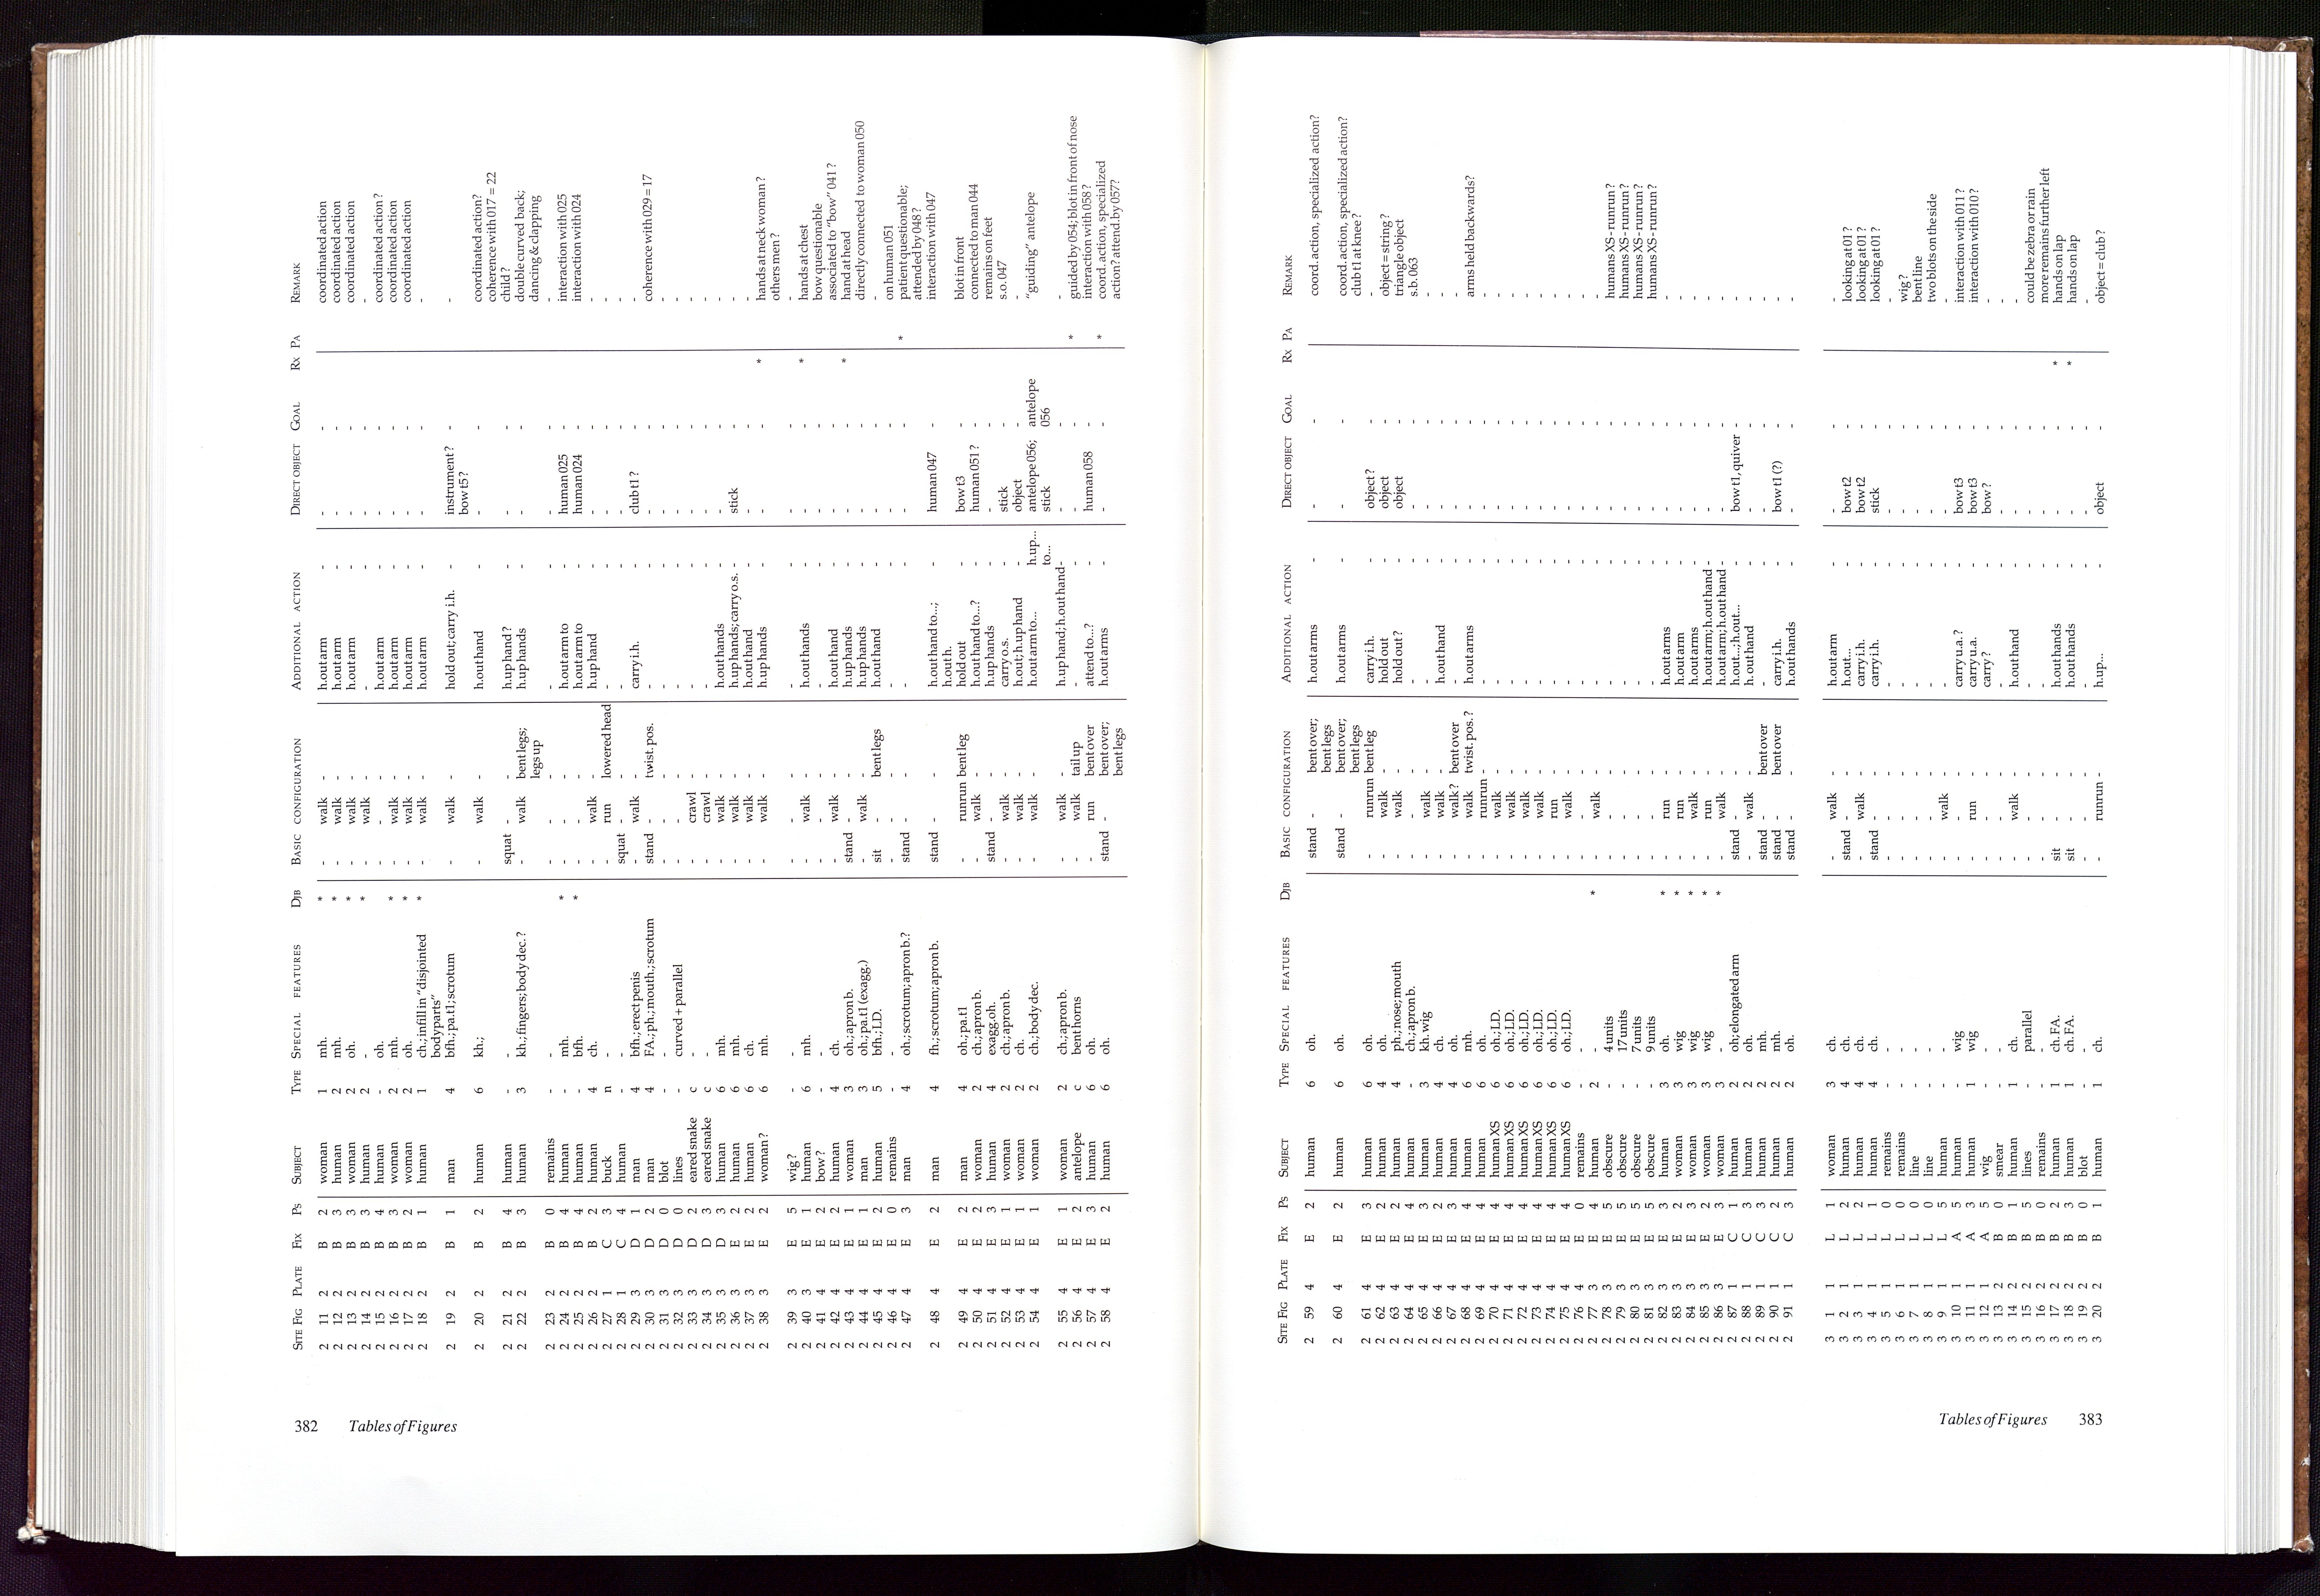 382 Tables of Figures
SITE FIG PLATE FIX PS SUBJECT TYPE SPECIAL FEATURES DJB BASIC CONFIGURATION ADDITIONAL ACTION DIRECT OBJECT GOAL RX PA REMARK
2 11 2 B 2 woman 1 mh. * - walk - h.out arm - - - coordinated action
2 12 2 B 3 human 2 mh. * - walk - h.out arm - - - coordinated action
2 13 2 B 3 woman 2 oh. * - walk - h.out arm - - - coordinated action
2 14 2 B 3 human 2 - * - walk - - - - - -
2 15 2 B 4 human - oh. - - - h.out arm - - - coordinated action?
2 16 2 B 3 woman 2 mh. * - walk - h.out arm - - - coordinated action
2 17 2 B 2 woman 2 oh. * - walk - h.out arm - - - coordinated action
2 18 2 B 1 human 1 ch.; infill in "disjointed * - walk - h.out arm - - - -
bodyparts"
2 19 2 B 1 man 4 bfh.; pa.t1; scrotum - walk - hold out; carry i.h. - instrument? - -
bow t5?
2 20 2 B 2 human 6 kh.; - walk - h.out hand - - - coordinated action?
coherence with 017 = 22
2 21 2 B 4 human - - squat - - h.up hand? - - - child?
2 22 2 B 3 human 3 kh.; fingers; body dec.? - walk bent legs; h.up hands - - - double curved back;
legs up dancing & clapping
2 23 2 B 0 remains - - - - - - - - - -
2 24 2 B 4 human - mh. * - - - h.out arm to - human 025 - interaction with 025
2 25 2 B 4 human - bfh. * - - - h.out arm to - human 024 - interaction with 024
2 26 2 B 2 human 4 ch. - walk - h.up hand - - - -
2 27 1 C 3 buck n - - run lowered head - - - - -
2 28 1 C 4 human - - squat - - - - - - -
2 29 3 D 1 man 4 bfh.; erect penis - walk - carry i.h. - club t1? - -
2 30 3 D 2 man 4 FA.; ph.; mouth.; scrotum stand - twist. pos. - - - - coherence with 029 = 17
2 31 3 D 0 blot - - - - - - - - - -
2 32 3 D 0 lines - curved + parallel - - - - - - - -
2 33 3 D 2 eared snake c - - crawl - - - - - -
2 34 3 D 3 eared snake c - - crawl - - - - - -
2 35 3 D 3 human 6 mh. - walk - h.out hands - - - -
2 36 3 E 2 human 6 mh. - walk - h.up hands; carry o.s. - stick - -
2 37 3 E 2 human 6 ch. - walk - h.out hand - - - -
2 38 3 E 2 woman? 6 mh. - walk - h.up hands - - - * hands at neck woman?
others men?
2 39 3 E 5 wig? - - - - - - - - - -
2 40 3 E 1 human 6 mh. - walk - h.out hands - - - * hands at chest
2 41 4 E 2 bow? - - - - - - - - - bow questionable
2 42 4 E 2 human 4 ch. - walk - h.out hand - - - associated to "bow" 041?
2 43 4 E 1 woman 3 oh.; apron b. stand - - h.up hands - - - * hand at head
2 44 4 E 1 man 3 oh.; pa.t1 (exagg.) - walk - h.up hands - - - directly connected to woman 050
2 45 4 E 2 human 5 bfh.; I.D. sit - bent legs h.out hand - - - -
2 46 4 E 0 remains - - - - - - - - - on human 051
2 47 4 E 3 man 4 oh.; scrotum; apron b.? stand - - - - - - * patient questionable;
attended by 048?
2 48 4 E 2 man 4 fh.; scrotum; apron b. stand - - h.out hand to...; - human 047 - interaction with 047
h.out h.
2 49 4 E 2 man 4 oh.; pa.t1 - runrun bent leg hold out - bow t3 - blot in front
2 50 4 E 2 woman 2 ch.; apron b. - walk - h.out hand to...? - human 051? - connected to man 044
2 51 4 E 3 human 4 exagg. oh. stand - - h.up hands - - - remains on feet
2 52 4 E 1 woman 2 ch.; apron b. - walk - carry o.s. - stick - s.o. 047
2 53 4 E 1 woman 2 ch. - walk - h.out; h.up hand - object - -
2 54 4 E 1 woman 2 ch.; body dec. - walk - h.out arm to... h.up... antelope 056; antelope "guiding" antelope
to... stick 056
2 55 4 E 1 woman 2 ch.; apron b. - walk - h.up hand; h.out hand - - - -
2 56 4 E 2 antelope c bent horns - walk tail up - - - - * guided by 054; blot in front of nose
2 57 4 E 3 human 6 oh. - run bent over attend to...? - human 058 - interaction with 058?
2 58 4 E 2 human 6 oh. stand - bent over; h.out arms - - - * coord. action, specialized
bent legs action? attend. by 057?
SITE FIG PLATE FIX PS SUBJECT TYPE SPECIAL FEATURES DJB BASIC CONFIGURATION ADDITIONAL ACTION DIRECT OBJECT GOAL RX PA REMARK
2 59 4 E 2 human 6 oh. stand - bent over; h.out arms - - - coord. action, specialized action?
bent legs
2 60 4 E 2 human 6 oh. stand - bent over; h.out arms - - - coord. action, specialized action?
bent legs club t1 at knee?
2 61 4 E 3 human 6 oh. - runrun bent leg carry i.h. - object? - -
2 62 4 E 2 human 4 oh. - walk - hold out - object - object = string?
2 63 4 E 2 human 4 ph.; nose; mouth - walk - hold out? - object - triangle object
2 64 4 E 4 human - ch.; apron b. - - - - - - - s.b. 063
2 65 4 E 3 human 3 kh. wig - walk - - - - - -
2 66 4 E 2 human 4 ch. - walk - h.out hand - - - -
2 67 4 E 3 human 4 oh. - walk? bent over - - - - -
2 68 4 E 4 human 6 mh. - walk twist. pos.? h.out arms - - - arms held backwards?
2 69 4 E 4 human 6 oh. - runrun - - - - - -
2 70 4 E 4 human XS 6 oh.; I.D. - walk - - - - - -
2 71 4 E 4 human XS 6 oh.; I.D. - walk - - - - - -
2 72 4 E 4 human XS 6 oh.; I.D. - walk - - - - - -
2 73 4 E 4 human XS 6 oh.; I.D. - walk - - - - - -
2 74 4 E 4 human XS 6 oh.; I.D. - run - - - - - -
2 75 4 E 4 human XS 6 oh.; I.D. - walk - - - - - -
2 76 4 E 0 remains - - - - - - - - - -
2 77 3 E 4 human 2 - * - walk - - - - - -
2 78 3 E 5 obscure - 4 units - - - - - - - humans XS - runrun?
2 79 3 E 5 obscure - 17 units - - - - - - - humans XS - runrun?
2 80 3 E 5 obscure - 7 units - - - - - - - humans XS - runrun?
2 81 3 E 5 obscure - 9 units - - - - - - - humans XS - runrun?
2 82 3 E 3 human 3 oh. * - run - h.out arms - - - -
2 83 3 E 2 woman 3 wig * - run - h.out arm - - - -
2 84 3 E 3 woman 3 wig * - walk - h.out arms - - - -
2 85 3 E 2 woman 3 wig * - run - h.out arm; h.out hand - - - -
2 86 3 E 3 woman 3 - * - walk - h.out arm; h.out hand - - - -
2 87 1 C 1 human 2 oh; elongated arm stand - - h.out...; h.out... - bow t1, quiver - -
2 88 1 C 3 human 2 oh. - walk - h.out hand - - - -
2 89 1 C 3 human 2 mh. stand - bent over - - - - -
2 90 1 C 2 human 2 mh. stand - bent over carry i.h. - bow t1 (?) - -
2 91 1 C 3 human 2 oh. stand - - h.out hands - - - -
3 1 1 L 1 woman 3 ch. - walk - h.out arm - - - -
3 2 1 L 2 human 4 ch. stand - - h.out... - bow t2 - looking at 01?
3 3 1 L 2 human 4 ch. - walk - carry i.h. - bow t2 - looking at 01?
3 4 1 L 1 human 4 ch. stand - - carry i.h. - stick - looking at 01?
3 5 1 L 0 remains - - - - - - - - - -
3 6 1 L 0 remains - - - - - - - - - wig?
3 7 1 L 0 line - - - - - - - - - bent line
3 8 1 L 0 line - - - - - - - - - two blots on the side
3 9 1 L 5 human - - - walk - - - - - -
3 10 1 A 5 human - wig - - - carry u.a.? - bow t3 - interaction with 011?
3 11 1 A 3 human 1 wig - run - carry u.a. - bow t3 - interaction with 010?
3 12 1 A 5 wig - - - - - carry? - bow? - -
3 13 2 B 0 smear - - - - - - - - - -
3 14 2 B 1 human 1 ch. - walk - h.out hand - - - -
3 15 2 B 5 lines - parallel - - - - - - - could be zebra or rain
3 16 2 B 0 remains - - - - - - - - - more remains further left
3 17 2 B 2 human 1 ch. FA. sit - - h.out hands - - - * hands on lap
3 18 2 B 3 human 1 ch. FA. sit - - h.out hands - - - * hands on lap
3 19 2 B 0 blot - - - - - - - - - -
3 20 2 B 1 human 1 ch. - runrun - h.up... - object - object = club?
Tables of Figures 383